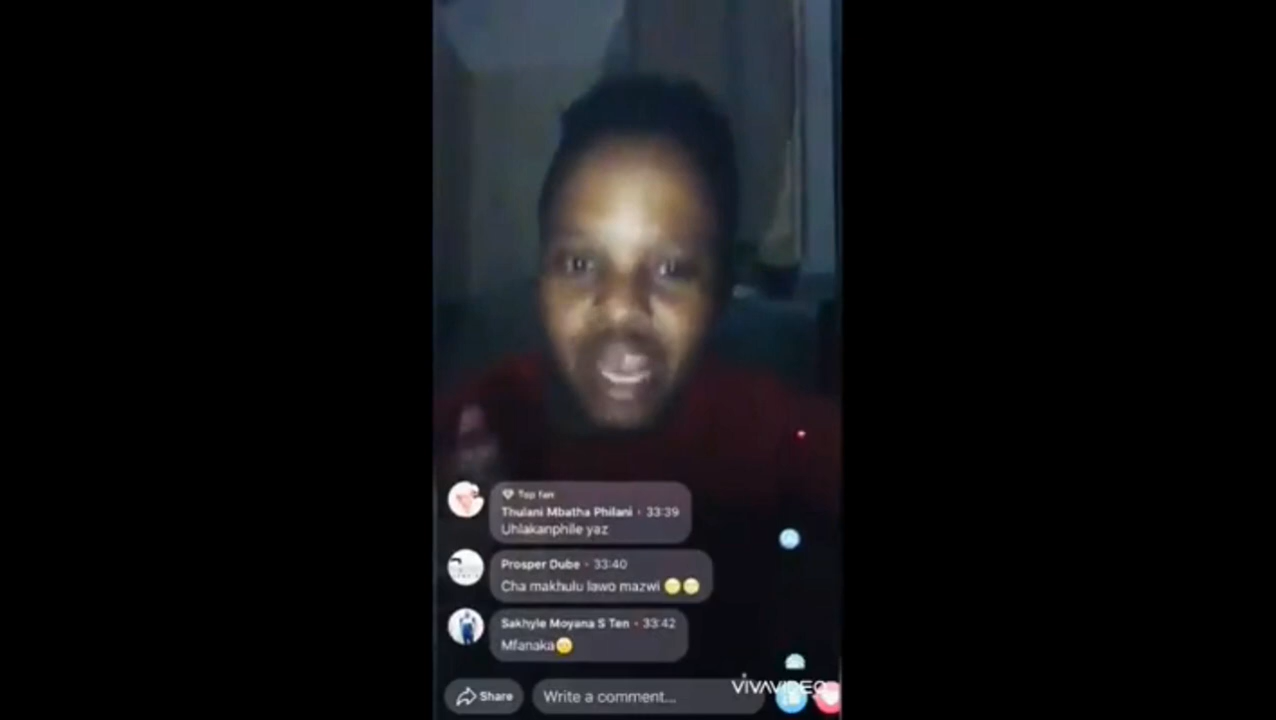 Top fan
Thulani Mbatha Philani · 33:39
Uhlakanphile yaz
Prosper Dube · 33:40
Cha makhulu lawo mazwi
Sakhyle Moyana S Ten · 33:42
Mfanaka
Share
Write a comment...
VIVAVIDEO